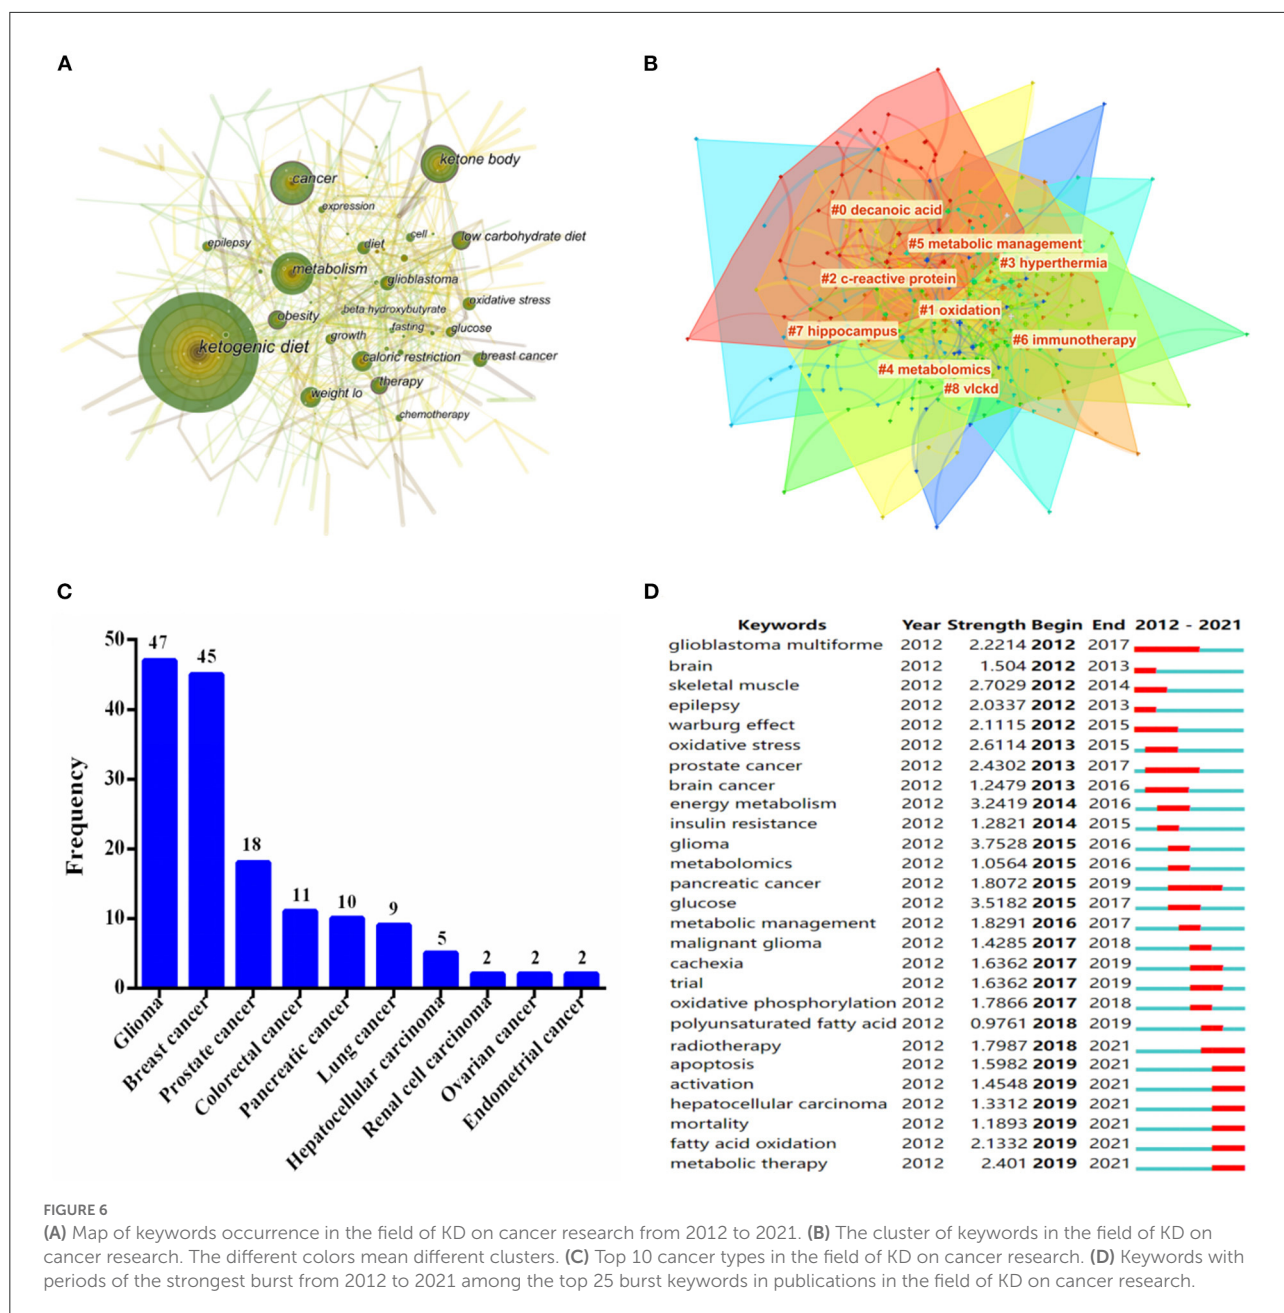 A
ketone body
cancer
expression
epilepsy
diet
cell
low carbohydrate diet
metabolism
glioblastoma
oxidative stress
beta hydroxybutyrate
obesity
fasting
glucose
growth
ketogenic diet
caloric restriction
breast cancer
therapy
weight lo
chemotherapy
B
#0 decanoic acid
#5 metabolic management
#3 hyperthermia
#2 c-reactive protein
#1 oxidation
#7 hippocampus
#6 immunotherapy
#4 metabolomics
#8 vlckd
C
Frequency
50
40
30
20
10
0
47
45
18
11
10
9
5
2
2
2
Glioma
Breast cancer
Prostate cancer
Colorectal cancer
Pancreatic cancer
Lung cancer
Hepatocellular carcinoma
Renal cell carcinoma
Ovarian cancer
Endometrial cancer
D
Keywords Year Strength Begin End 2012 - 2021
glioblastoma multiforme 2012 2.2214 2012 2017
brain 2012 1.504 2012 2013
skeletal muscle 2012 2.7029 2012 2014
epilepsy 2012 2.0337 2012 2013
warburg effect 2012 2.1115 2012 2015
oxidative stress 2012 2.6114 2013 2015
prostate cancer 2012 2.4302 2013 2017
brain cancer 2012 1.2479 2013 2016
energy metabolism 2012 3.2419 2014 2016
insulin resistance 2012 1.2821 2014 2015
glioma 2012 3.7528 2015 2016
metabolomics 2012 1.0564 2015 2016
pancreatic cancer 2012 1.8072 2015 2019
glucose 2012 3.5182 2015 2017
metabolic management 2012 1.8291 2016 2017
malignant glioma 2012 1.4285 2017 2018
cachexia 2012 1.6362 2017 2019
trial 2012 1.6362 2017 2019
oxidative phosphorylation 2012 1.7866 2017 2018
polyunsaturated fatty acid 2012 0.9761 2018 2019
radiotherapy 2012 1.7987 2018 2021
apoptosis 2012 1.5982 2019 2021
activation 2012 1.4548 2019 2021
hepatocellular carcinoma 2012 1.3312 2019 2021
mortality 2012 1.1893 2019 2021
fatty acid oxidation 2012 2.1332 2019 2021
metabolic therapy 2012 2.401 2019 2021
FIGURE 6
(A) Map of keywords occurrence in the field of KD on cancer research from 2012 to 2021. (B) The cluster of keywords in the field of KD on
cancer research. The different colors mean different clusters. (C) Top 10 cancer types in the field of KD on cancer research. (D) Keywords with
periods of the strongest burst from 2012 to 2021 among the top 25 burst keywords in publications in the field of KD on cancer research.